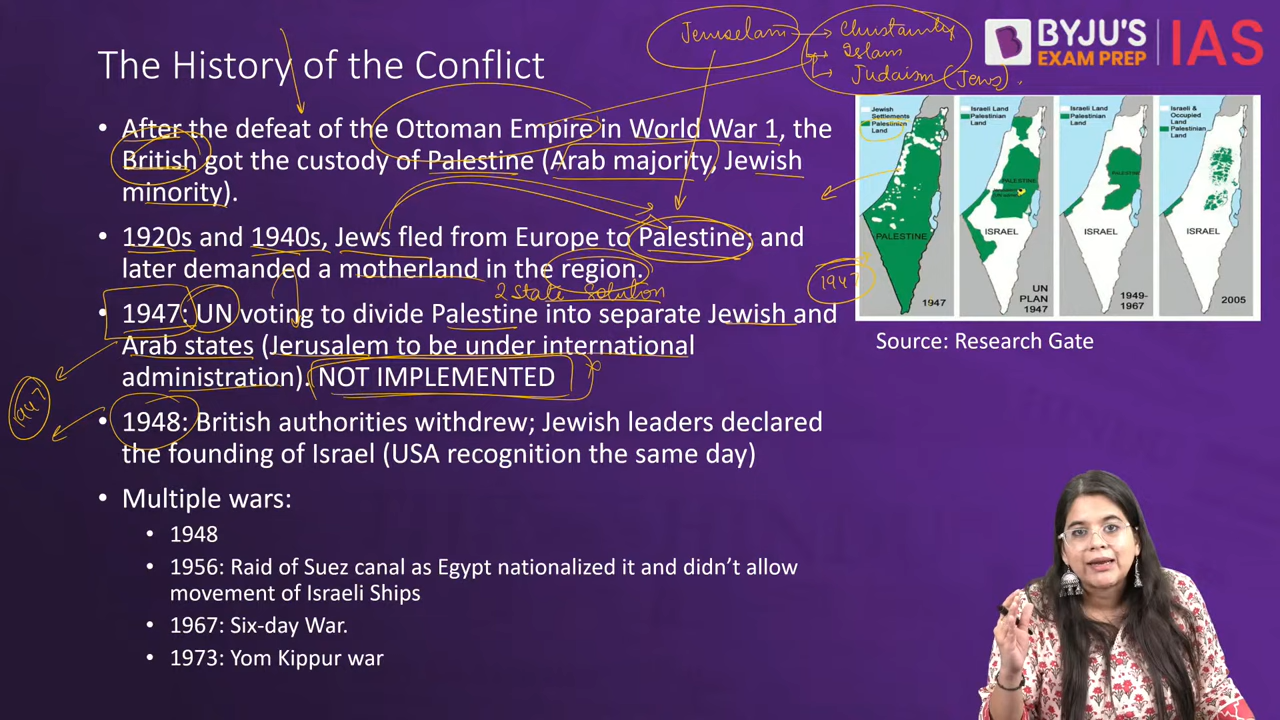 The History of the Conflict
Jeruselam
Christianity
Islam
Judaism (Jews).
BYJU'S
EXAM PREP
IAS
• After the defeat of the Ottoman Empire in World War 1, the
British got the custody of Palestine (Arab majority, Jewish
minority).
• 1920s and 1940s, Jews fled from Europe to Palestine; and
later demanded a motherland in the region.
2 State Solution
• 1947: UN voting to divide Palestine into separate Jewish and
Arab states (Jerusalem to be under international
administration). NOT IMPLEMENTED
1947
• 1948: British authorities withdrew; Jewish leaders declared
the founding of Israel (USA recognition the same day)
• Multiple wars:
• 1948
• 1956: Raid of Suez canal as Egypt nationalized it and didn't allow
movement of Israeli Ships
• 1967: Six-day War.
• 1973: Yom Kippur war
1947
Jewish
Settlements
Palestinian
Land
PALESTINE
1947
Israeli Land
Palestinian
Land
PALESTINE
ISRAEL
UN
PLAN
1947
Israeli Land
Palestinian
Land
PALESTINE
ISRAEL
1949-
1967
Israeli &
Occupied
Land
Palestinian
Land
ISRAEL
2005
Source: Research Gate